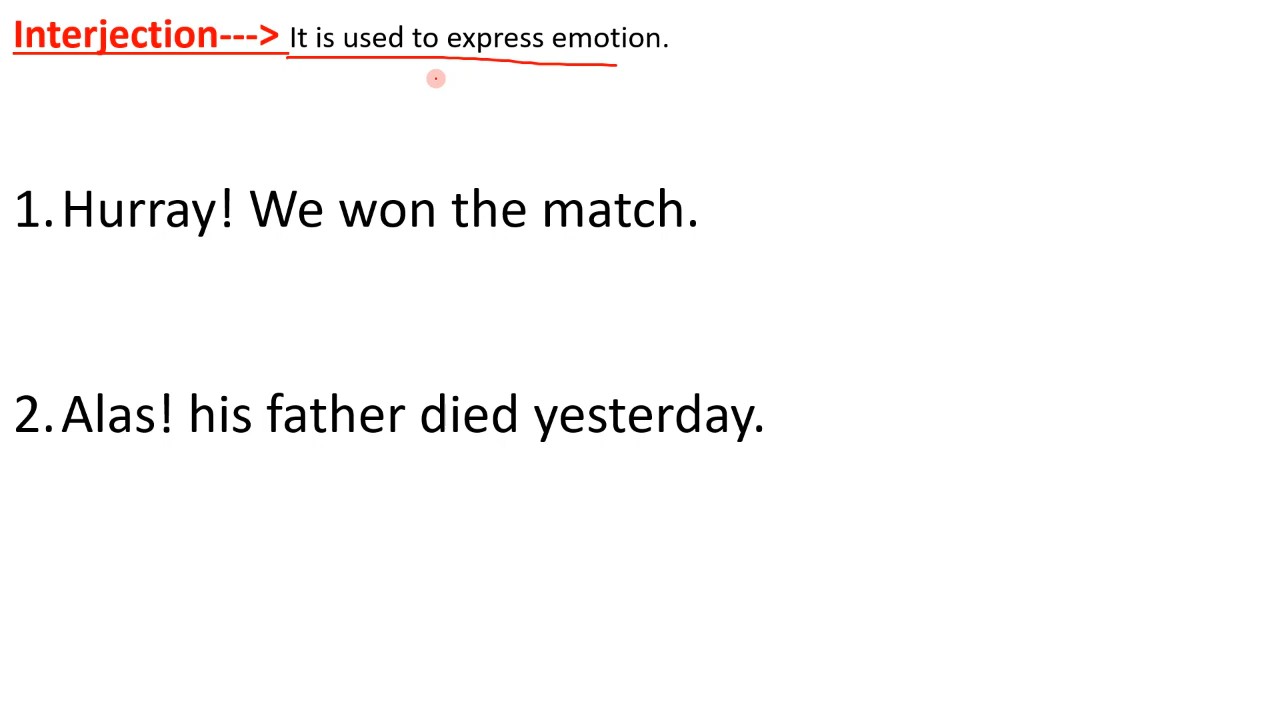 Interjection---> It is used to express emotion.
1. Hurray! We won the match.
2. Alas! his father died yesterday.